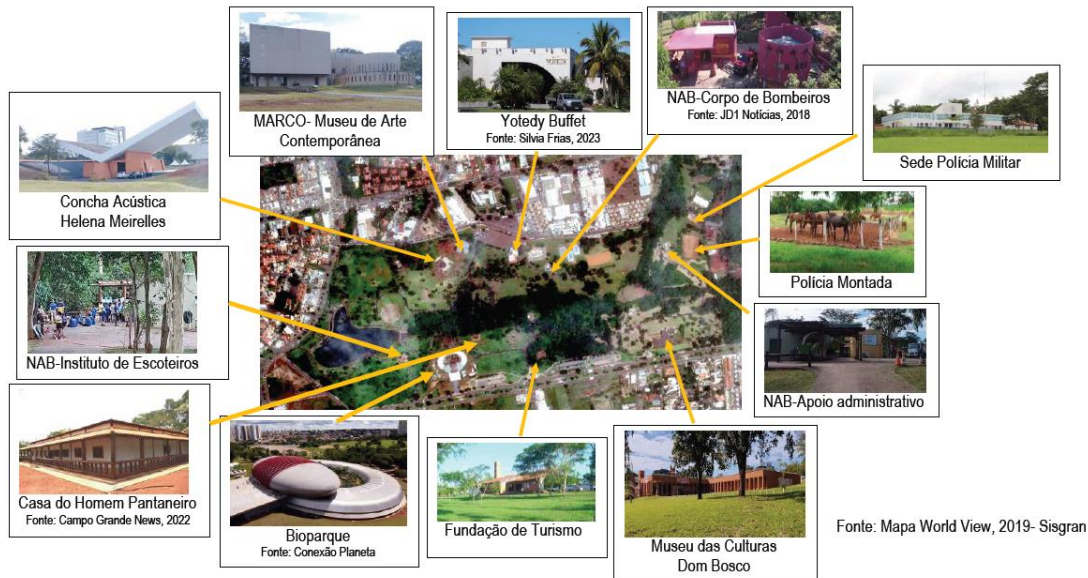 MARCO- Museu de Arte
Contemporânea
YOTEDY
Yotedy Buffet
Fonte: Silvia Frias, 2023
NAB-Corpo de Bombeiros
Fonte: JD1 Notícias, 2018
Sede Polícia Militar
Concha Acústica
Helena Meirelles
Polícia Montada
NAB-Instituto de Escoteiros
NAB-Apoio administrativo
Casa do Homem Pantaneiro
Fonte: Campo Grande News, 2022
Bioparque
Fonte: Conexão Planeta
Fundação de Turismo
Museu das Culturas
Dom Bosco
Fonte: Mapa World View, 2019- Sisgran